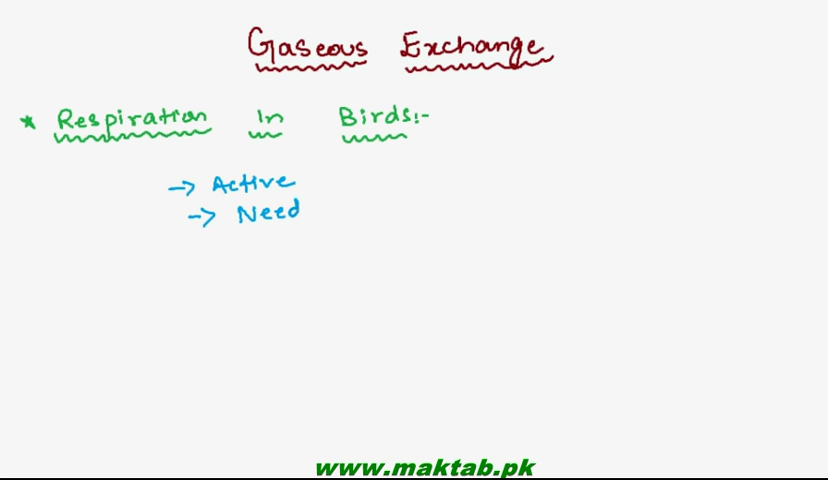 Gaseous Exchange
* Respiration In Birds:-
→ Active
→ Need
www.maktab.pk